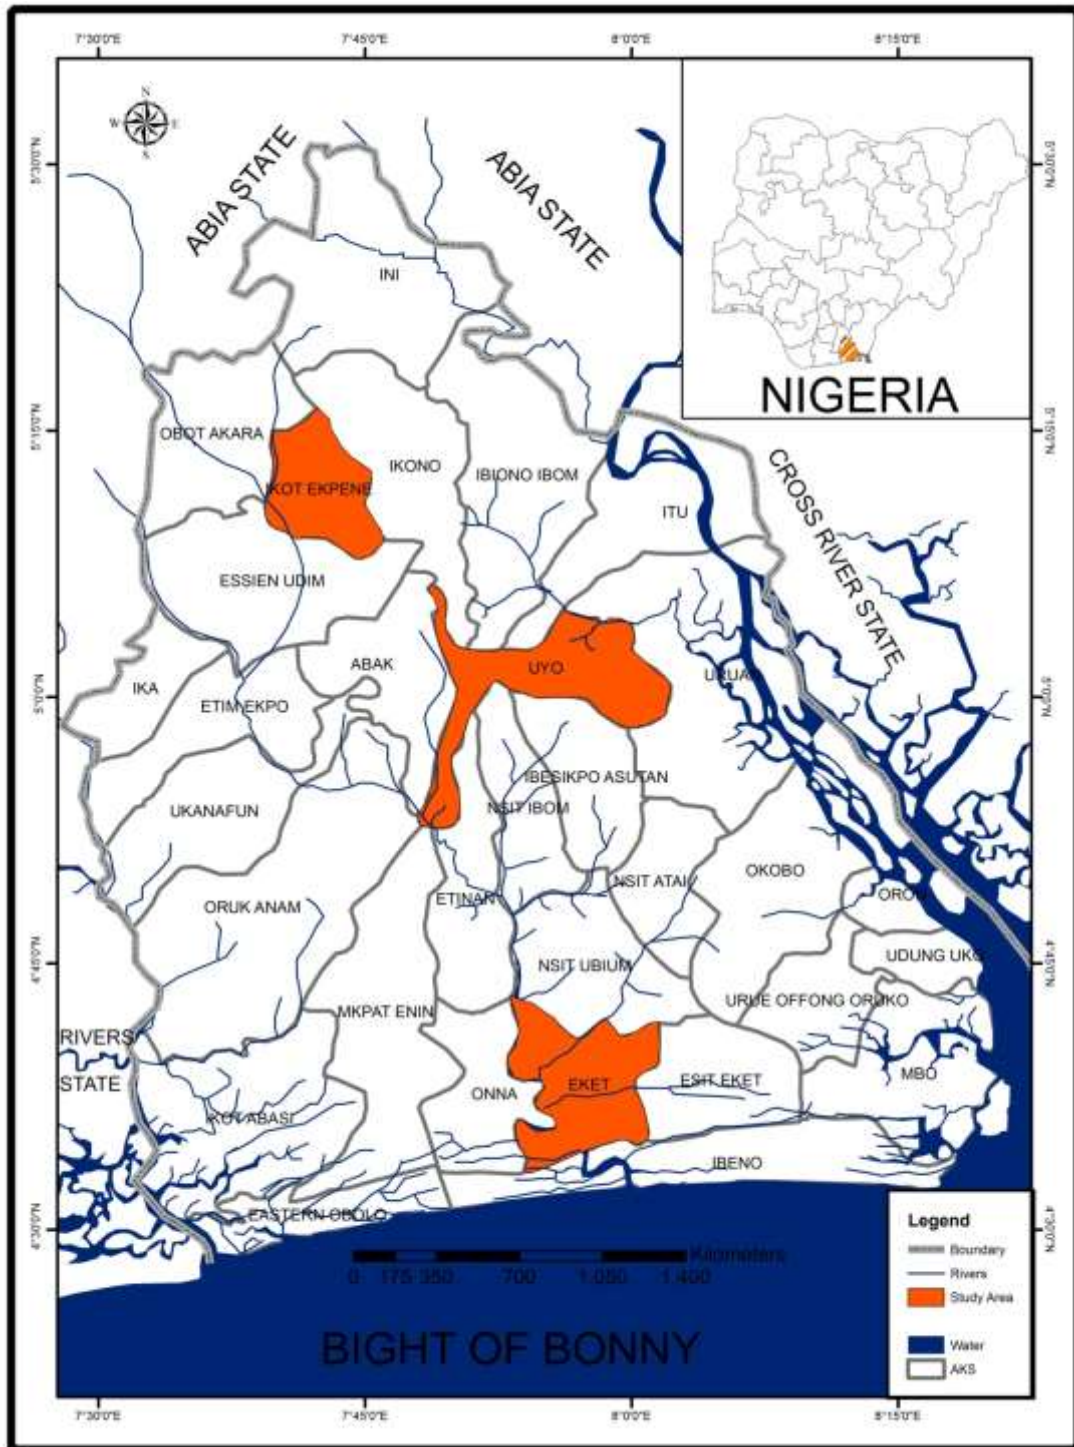 7°30'0"E 7°45'0"E 8°0'0"E 8°15'0"E
N
W E
S
5°30'0"N
5°30'0"N
ABIA STATE
ABIA STATE
INI
NIGERIA
5°15'0"N
5°15'0"N
OBOT AKARA
IKONO
IBIONO IBOM
IKOT EKPENE
ITU
CROSS RIVER STATE
ESSIEN UDIM
ABAK
UYO
URUAN
IKA
ETIM EKPO
5°0'0"N
5°0'0"N
IBESIKPO ASUTAN
UKANAFUN
NSIT IBOM
OKOBO
NSIT ATAI
ETINAN
ORON
ORUK ANAM
UDUNG UKO
4°45'0"N
4°45'0"N
NSIT UBIUM
URUE OFFONG ORUKO
MKPAT ENIN
RIVERS
STATE
MBO
ESIT EKET
EKET
ONNA
IKOT ABASI
IBENO
EASTERN OBOLO
4°30'0"N
4°30'0"N
Kilometers
0 175 350 700 1,050 1,400
BIGHT OF BONNY
Legend
Boundary
Rivers
Study Area
Water
AKS
7°30'0"E 7°45'0"E 8°0'0"E 8°15'0"E